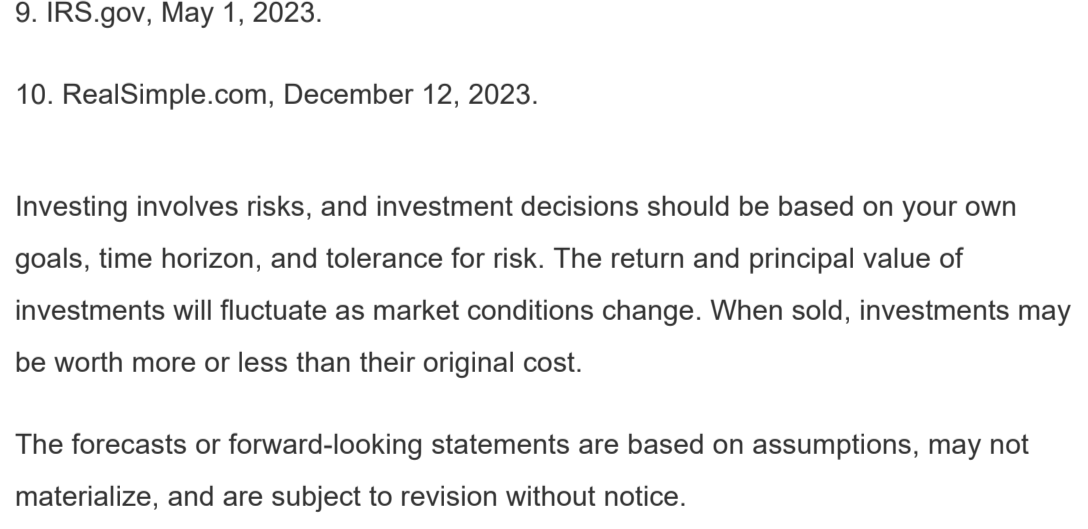 9. IRS.gov, May 1, 2023.
10. RealSimple.com, December 12, 2023.
Investing involves risks, and investment decisions should be based on your own
goals, time horizon, and tolerance for risk. The return and principal value of
investments will fluctuate as market conditions change. When sold, investments may
be worth more or less than their original cost.
The forecasts or forward-looking statements are based on assumptions, may not
materialize, and are subject to revision without notice.